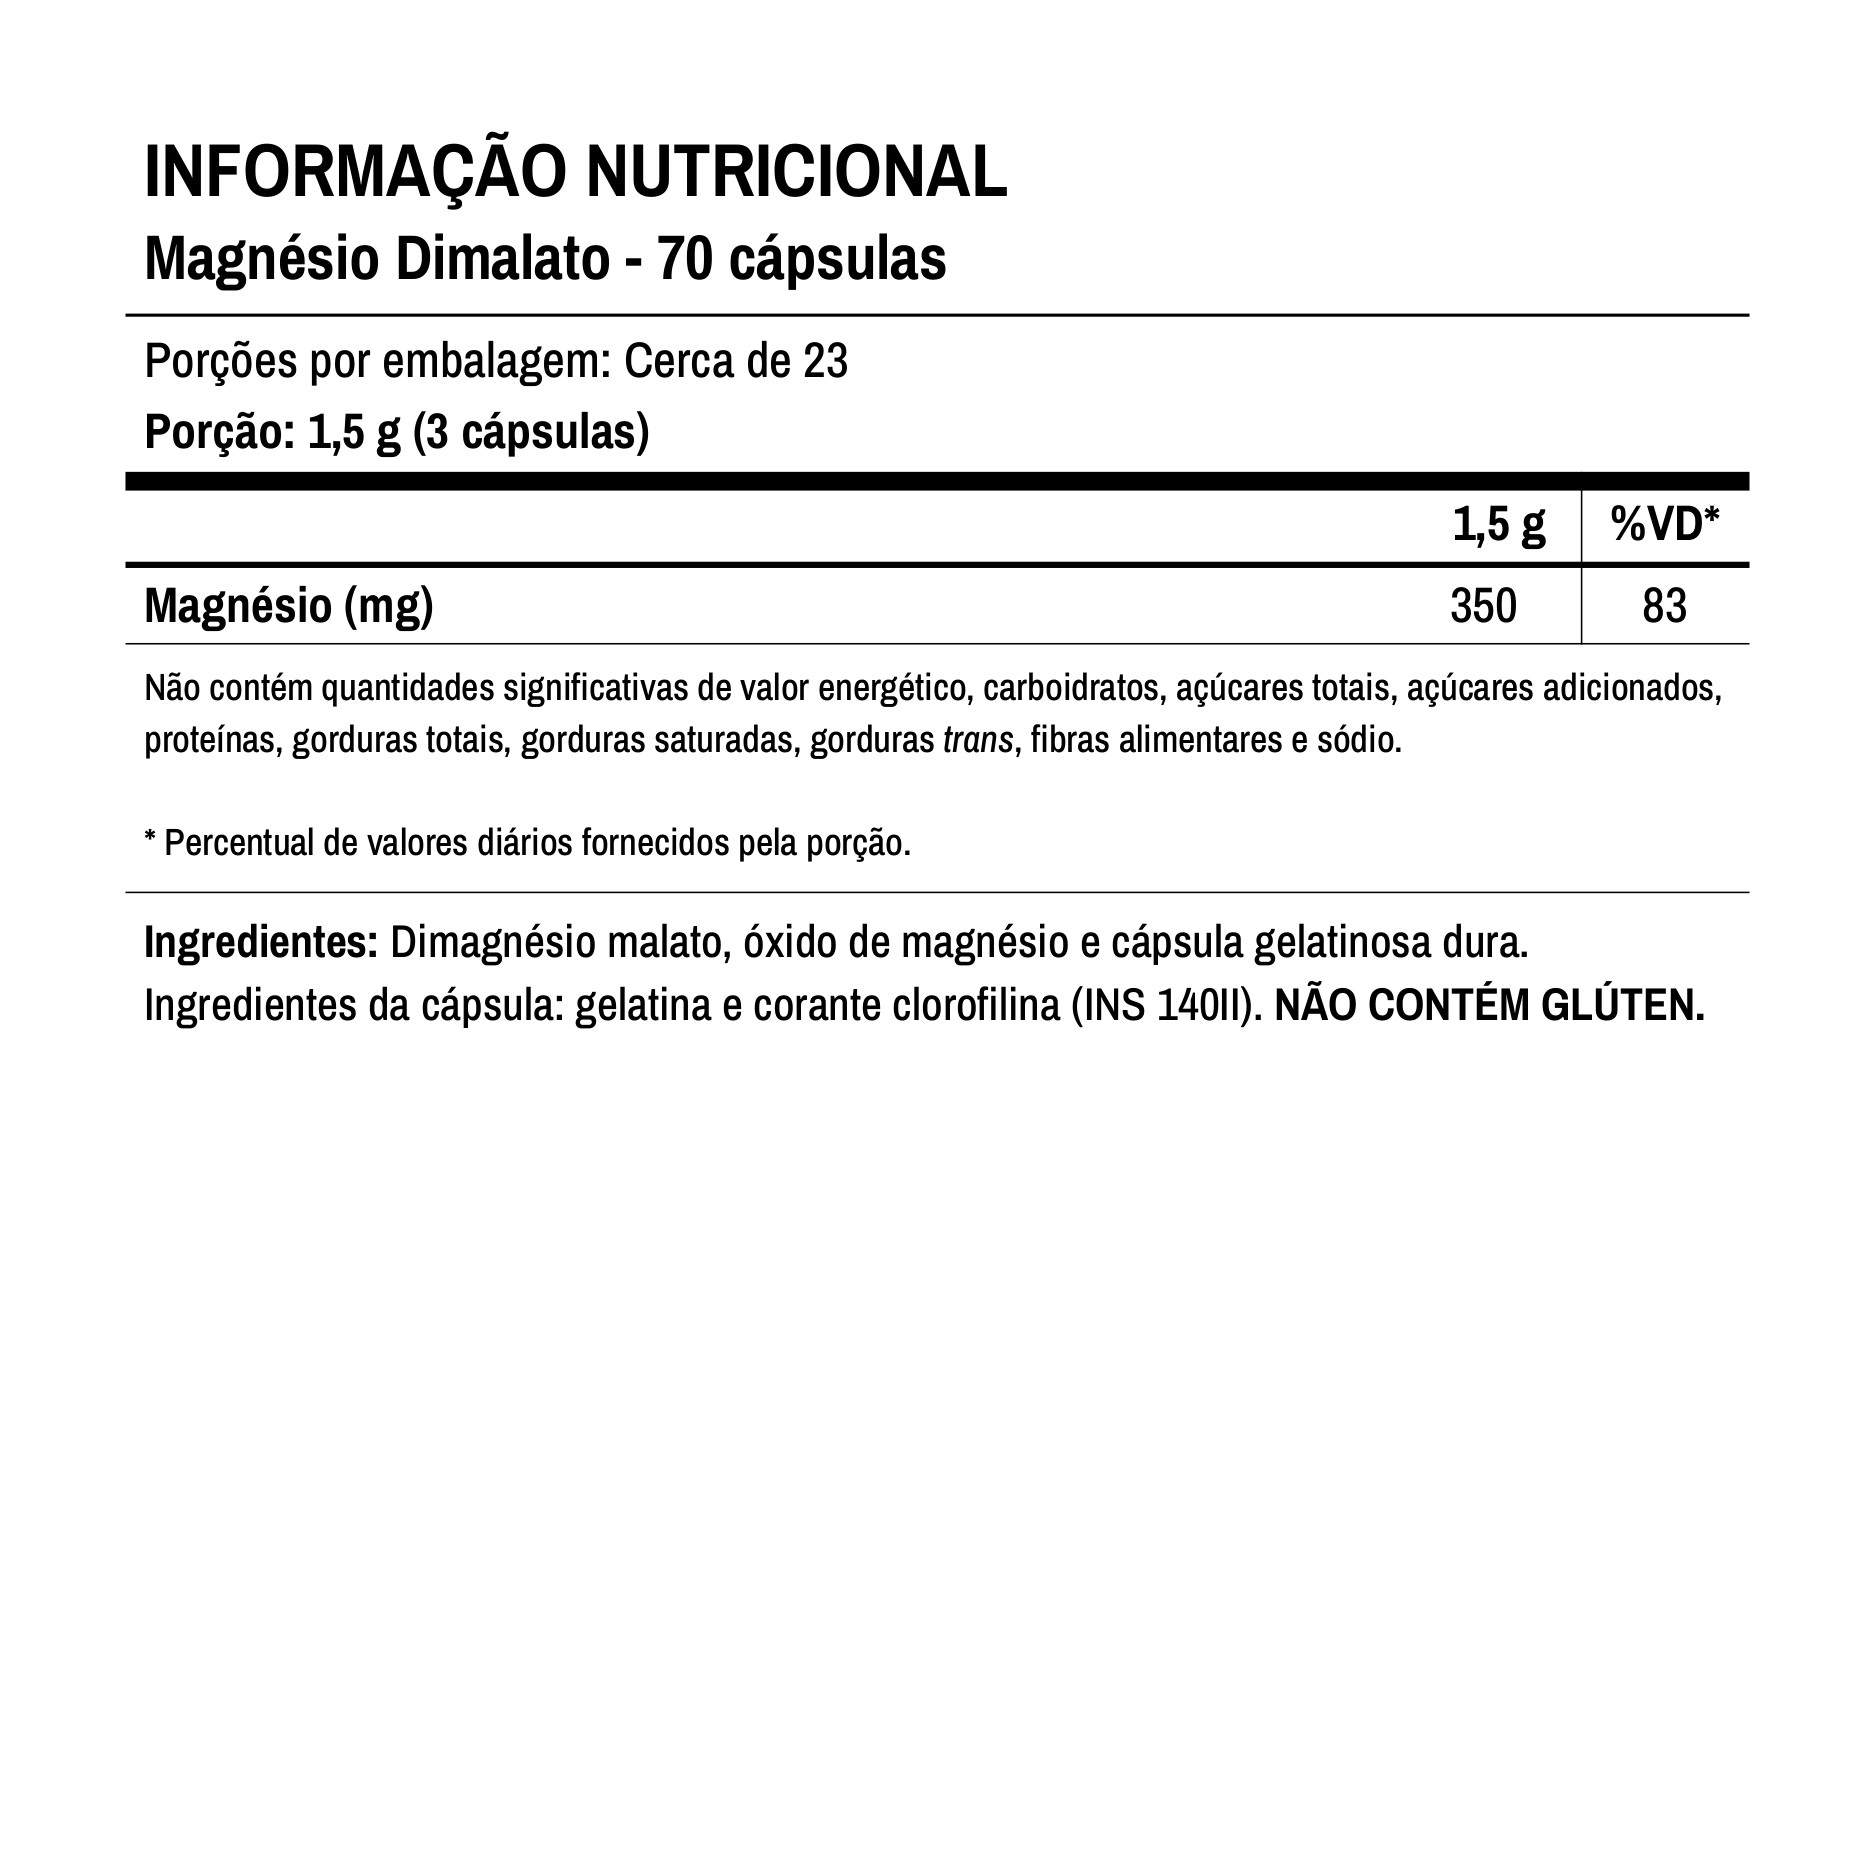 INFORMAÇÃO NUTRICIONAL
Magnésio Dimalato - 70 cápsulas
Porções por embalagem: Cerca de 23
Porção: 1,5 g (3 cápsulas)
1,5 g %VD*
Magnésio (mg) 350 83
Não contém quantidades significativas de valor energético, carboidratos, açúcares totais, açúcares adicionados,
proteínas, gorduras totais, gorduras saturadas, gorduras trans, fibras alimentares e sódio.
* Percentual de valores diários fornecidos pela porção.
Ingredientes: Dimagnésio malato, óxido de magnésio e cápsula gelatinosa dura.
Ingredientes da cápsula: gelatina e corante clorofilina (INS 140II). NÃO CONTÉM GLÚTEN.